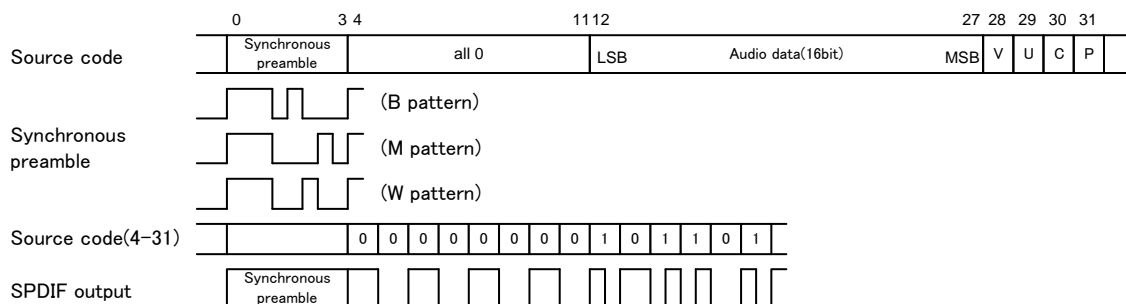 0 3 4 11 12 27 28 29 30 31
Source code Synchronous preamble all 0 LSB Audio data(16bit) MSB V U C P
(B pattern)
Synchronous preamble (M pattern)
(W pattern)
Source code(4-31) 0 0 0 0 0 0 0 0 1 0 1 1 0 1
SPDIF output Synchronous preamble